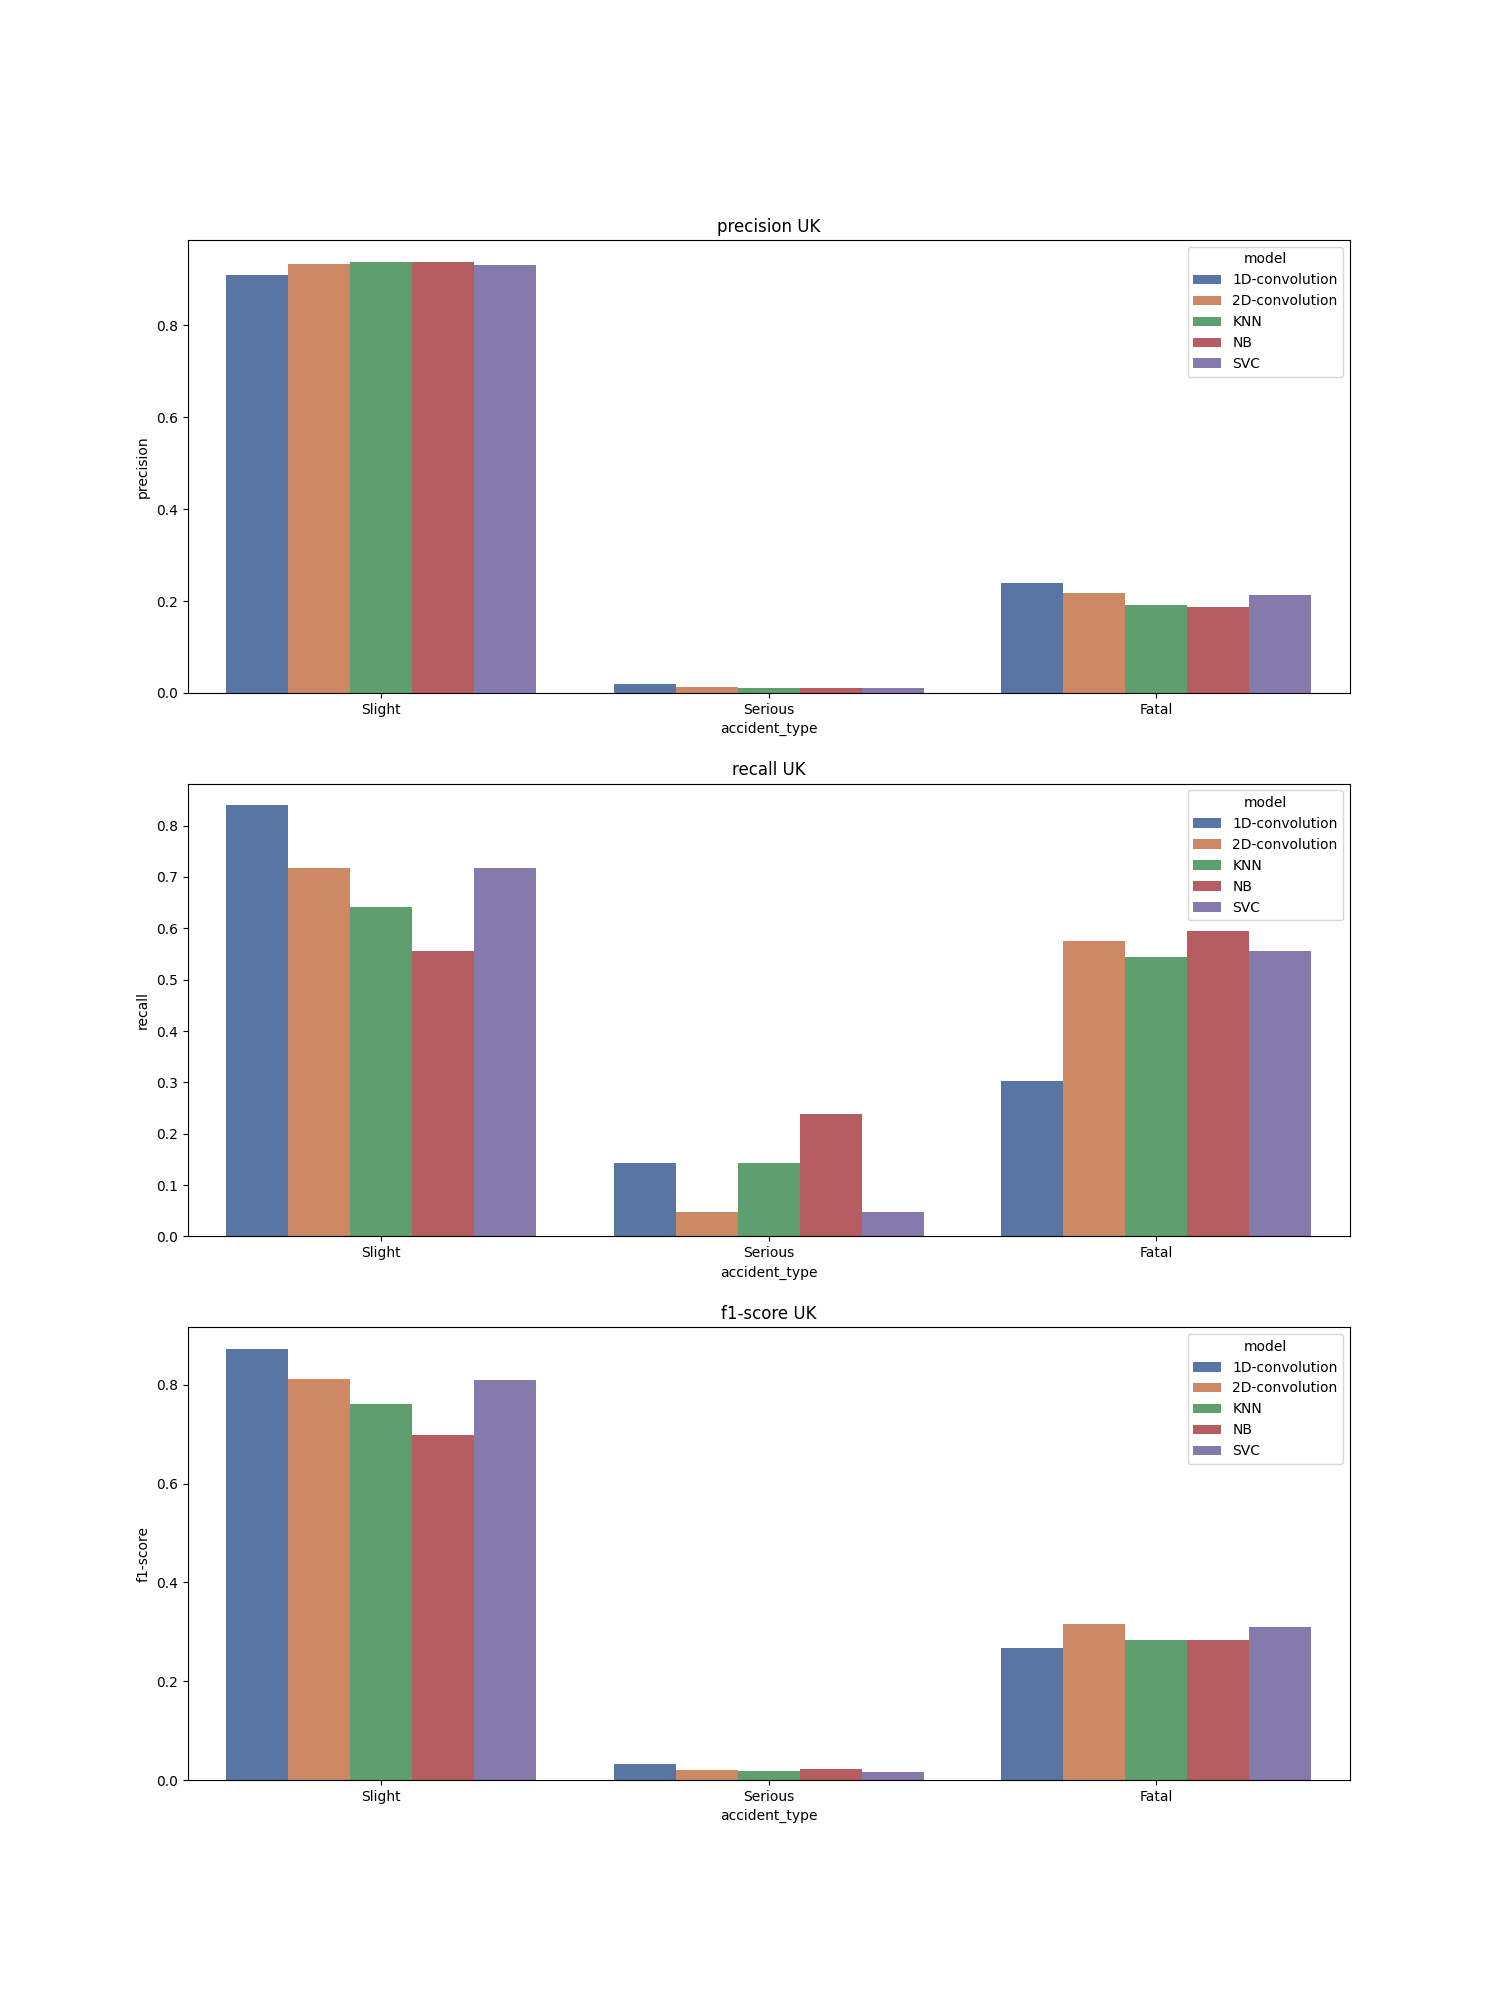 precision UK
model
1D-convolution
2D-convolution
KNN
NB
SVC
0.8
0.6
0.4
0.2
0.0
precision
Slight Serious Fatal
accident_type
recall UK
model
1D-convolution
2D-convolution
KNN
NB
SVC
0.8
0.7
0.6
0.5
0.4
0.3
0.2
0.1
0.0
recall
Slight Serious Fatal
accident_type
f1-score UK
model
1D-convolution
2D-convolution
KNN
NB
SVC
0.8
0.6
0.4
0.2
0.0
f1-score
Slight Serious Fatal
accident_type